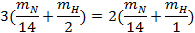 3(m_N/14 + m_H/2) = 2(m_N/14 + m_H/1)